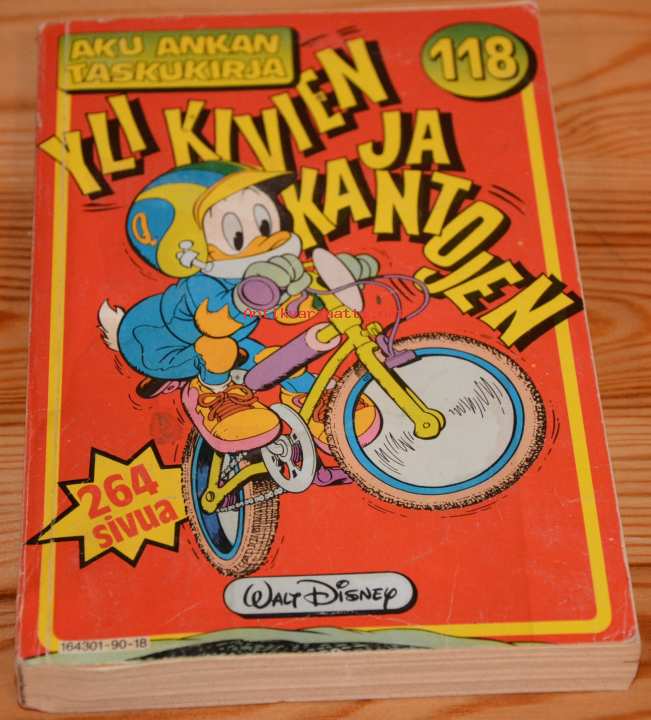 AKU ANKAN
TASKUKIRJA
118
YLI KIVIEN
JA
KANTOJEN
264
sivua
WALT DISNEY
164301-90-18